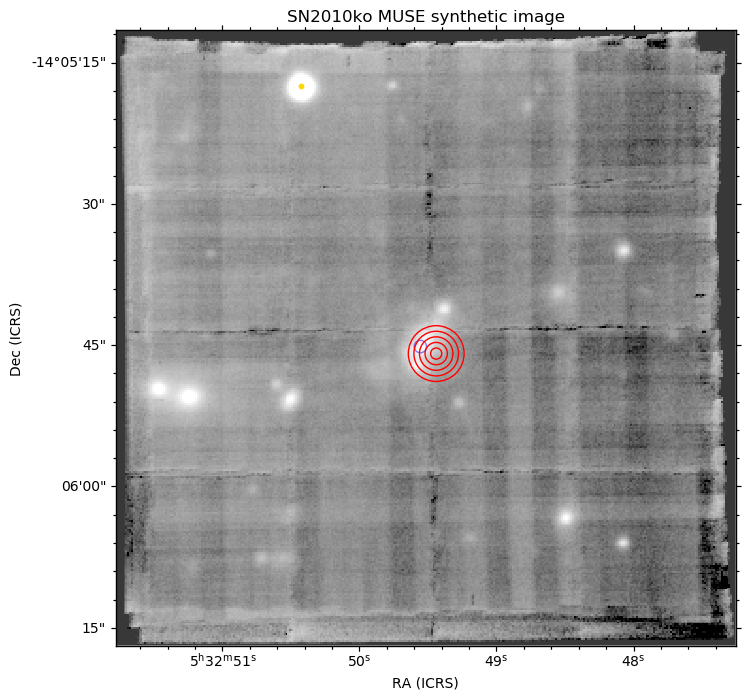 SN2010ko MUSE synthetic image
-14°05'15"
30"
45"
06'00"
15"
Dec (ICRS)
5ʰ32ᵐ51ˢ 50ˢ 49ˢ 48ˢ
RA (ICRS)